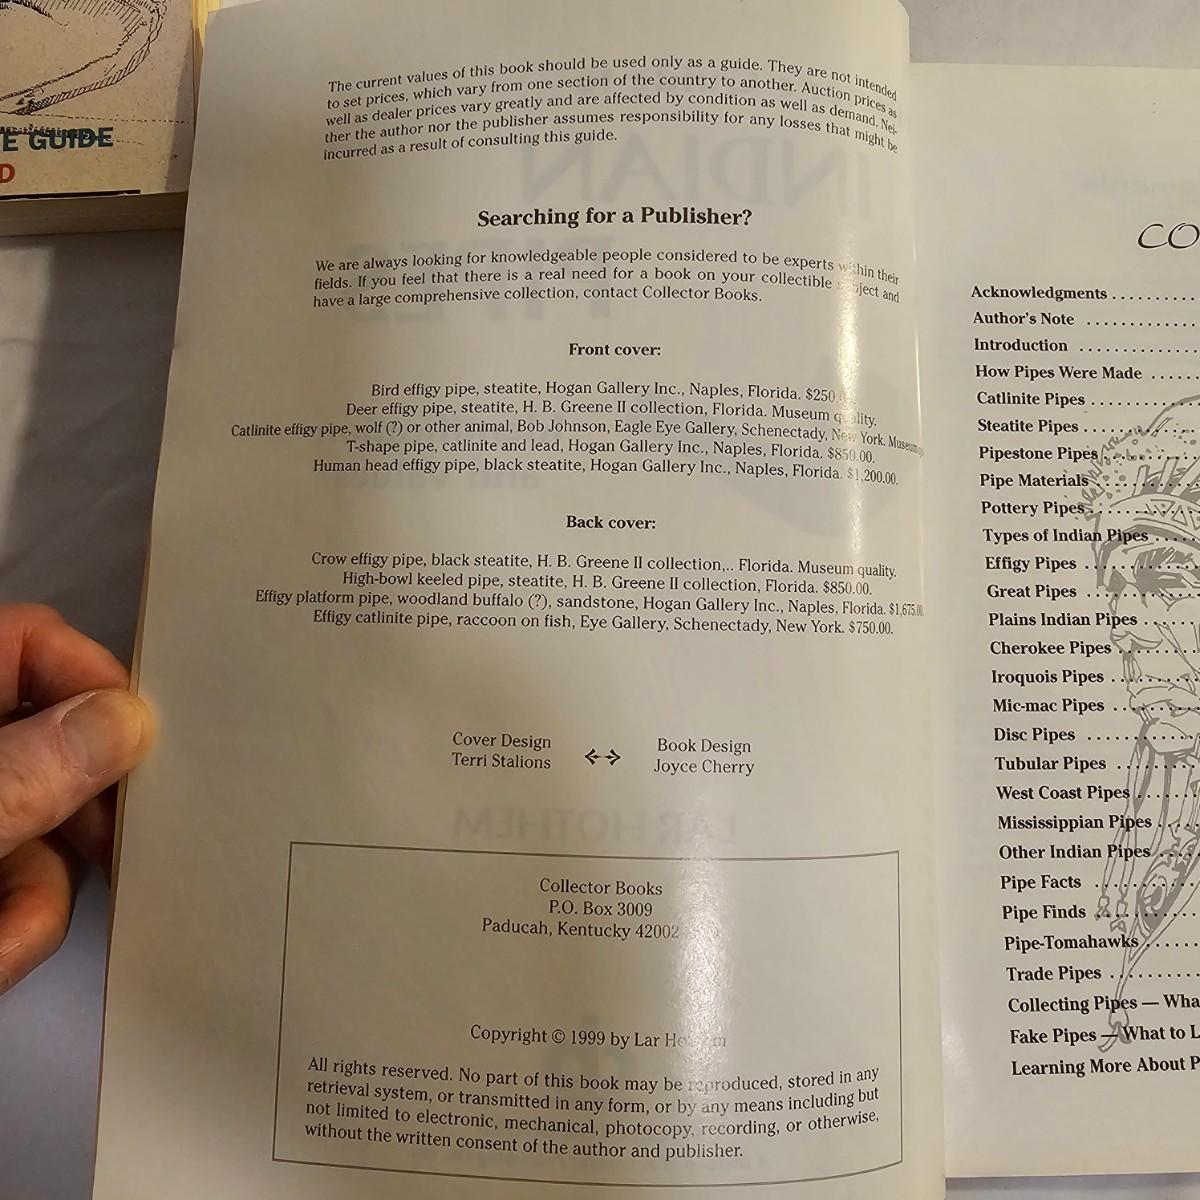 E GUIDE
D
The current values of this book should be used only as a guide. They are not intended
to set prices, which vary from one section of the country to another. Auction prices as
well as dealer prices vary greatly and are affected by condition as well as demand. Nei-
ther the author nor the publisher assumes responsibility for any losses that might be
incurred as a result of consulting this guide.
Searching for a Publisher?
We are always looking for knowledgeable people considered to be experts within their
fields. If you feel that there is a real need for a book on your collectible subject and
have a large comprehensive collection, contact Collector Books.
Front cover:
Bird effigy pipe, steatite, Hogan Gallery Inc., Naples, Florida. $250.
Deer effigy pipe, steatite, H. B. Greene II collection, Florida. Museum quality.
Catlinite effigy pipe, wolf (?) or other animal, Bob Johnson, Eagle Eye Gallery, Schenectady, New York. Museum
T-shape pipe, catlinite and lead, Hogan Gallery Inc., Naples, Florida. $850.00.
Human head effigy pipe, black steatite, Hogan Gallery Inc., Naples, Florida. $1,200.00.
Back cover:
Crow effigy pipe, black steatite, H. B. Greene II collection,.. Florida. Museum quality.
High-bowl keeled pipe, steatite, H. B. Greene II collection, Florida. $850.00.
Effigy platform pipe, woodland buffalo (?), sandstone, Hogan Gallery Inc., Naples, Florida. $1,675.00
Effigy catlinite pipe, raccoon on fish, Eye Gallery, Schenectady, New York. $750.00.
Cover Design
Terri Stalions
Book Design
Joyce Cherry
Collector Books
P.O. Box 3009
Paducah, Kentucky 42002
Copyright © 1999 by Lar
All rights reserved. No part of this book may be reproduced, stored in any
retrieval system, or transmitted in any form, or by any means including but
not limited to electronic, mechanical, photocopy, recording, or otherwise,
without the written consent of the author and publisher.
CO
Acknowledgments ..........
Author's Note ............
Introduction .............
How Pipes Were Made ......
Catlinite Pipes ............
Steatite Pipes .............
Pipestone Pipes ...........
Pipe Materials ............
Pottery Pipes .............
Types of Indian Pipes .....
Effigy Pipes .............
Great Pipes .............
Plains Indian Pipes .......
Cherokee Pipes .........
Iroquois Pipes ..........
Mic-mac Pipes ..........
Disc Pipes .............
Tubular Pipes ..........
West Coast Pipes ........
Mississippian Pipes ......
Other Indian Pipes ......
Pipe Facts .............
Pipe Finds .............
Pipe-Tomahawks .......
Trade Pipes ...........
Collecting Pipes — Wha
Fake Pipes — What to L
Learning More About P